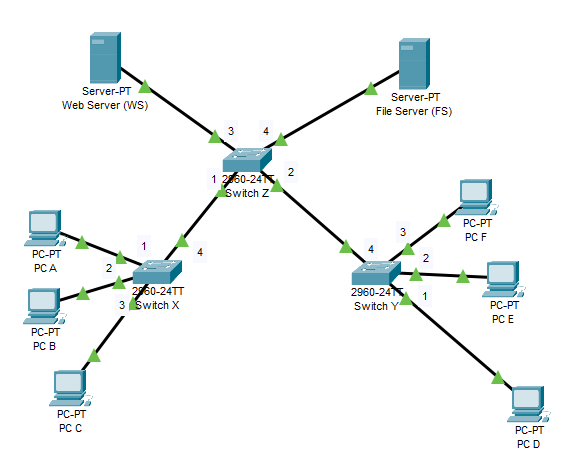 Server-PT
Web Server (WS)
Server-PT
File Server (FS)
3
4
2960-24TT
Switch Z
1
2
PC-PT
PC A
1
2
3
4
2960-24TT
Switch X
PC-PT
PC B
PC-PT
PC C
4
3
2
1
2960-24TT
Switch Y
PC-PT
PC F
PC-PT
PC E
PC-PT
PC D